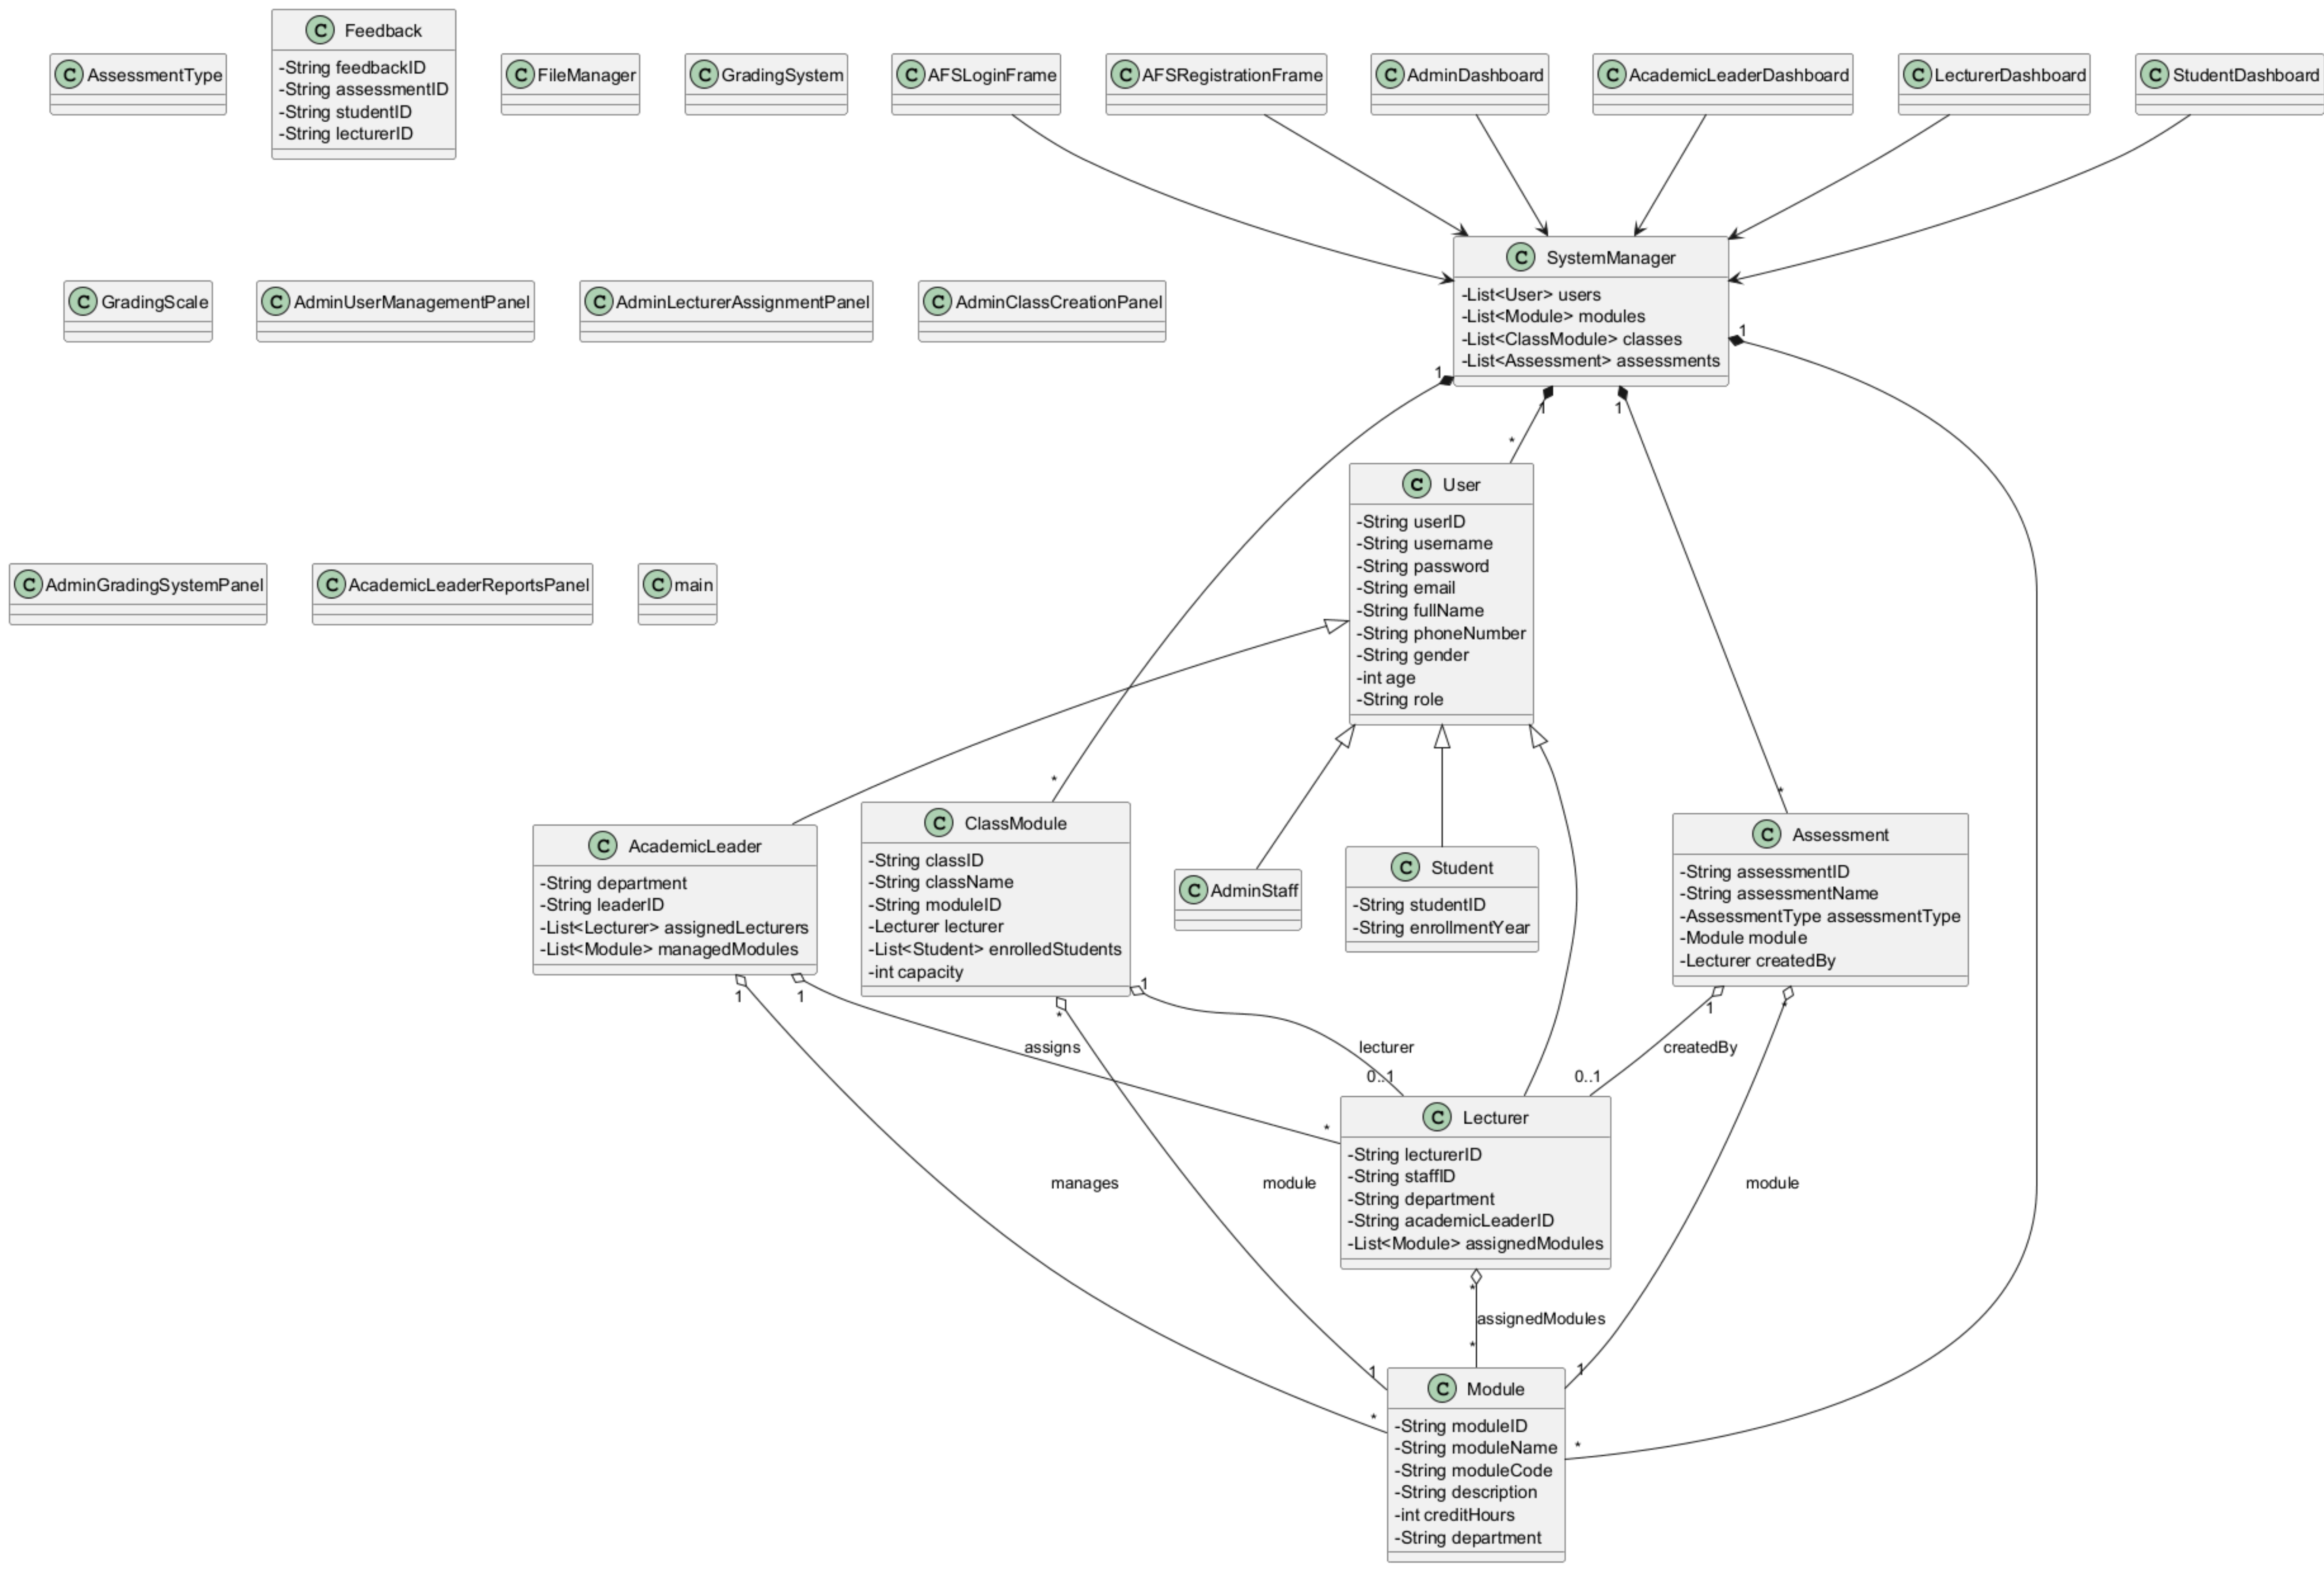 AssessmentType
Feedback
-String feedbackID
-String assessmentID
-String studentID
-String lecturerID
FileManager
GradingSystem
AFSLoginFrame
AFSRegistrationFrame
AdminDashboard
AcademicLeaderDashboard
LecturerDashboard
StudentDashboard
GradingScale
AdminUserManagementPanel
AdminLecturerAssignmentPanel
AdminClassCreationPanel
SystemManager
-List<User> users
-List<Module> modules
-List<ClassModule> classes
-List<Assessment> assessments
1
1
1
1
*
AdminGradingSystemPanel
AcademicLeaderReportsPanel
main
User
-String userID
-String username
-String password
-String email
-String fullName
-String phoneNumber
-String gender
-int age
-String role
*
*
AcademicLeader
-String department
-String leaderID
-List<Lecturer> assignedLecturers
-List<Module> managedModules
ClassModule
-String classID
-String className
-String moduleID
-Lecturer lecturer
-List<Student> enrolledStudents
-int capacity
AdminStaff
Student
-String studentID
-String enrollmentYear
Assessment
-String assessmentID
-String assessmentName
-AssessmentType assessmentType
-Module module
-Lecturer createdBy
1
1
*
1
1
*
assigns
lecturer
createdBy
0..1
0..1
*
Lecturer
-String lecturerID
-String staffID
-String department
-String academicLeaderID
-List<Module> assignedModules
manages
module
module
*
assignedModules
*
1
1
*
*
Module
-String moduleID
-String moduleName
-String moduleCode
-String description
-int creditHours
-String department